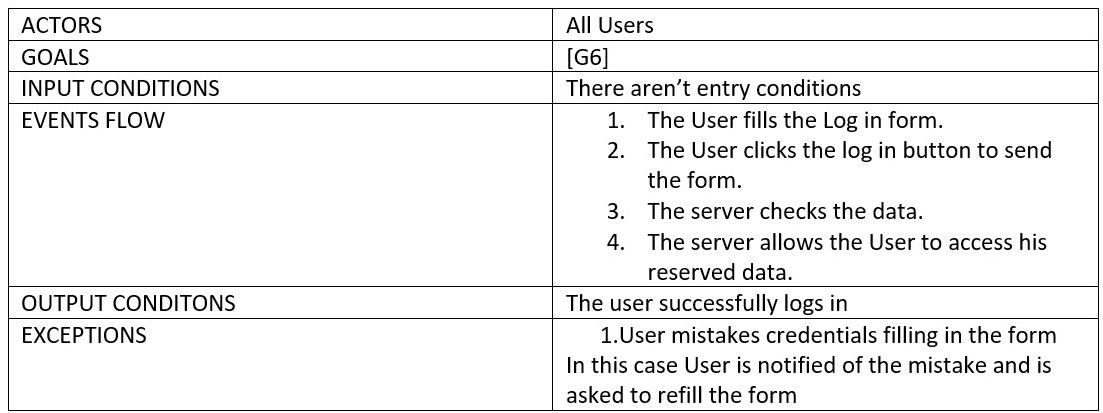 ACTORS All Users
GOALS [G6]
INPUT CONDITIONS There aren’t entry conditions
EVENTS FLOW 1. The User fills the Log in form.
2. The User clicks the log in button to send
the form.
3. The server checks the data.
4. The server allows the User to access his
reserved data.
OUTPUT CONDITONS The user successfully logs in
EXCEPTIONS 1.User mistakes credentials filling in the form
In this case User is notified of the mistake and is
asked to refill the form